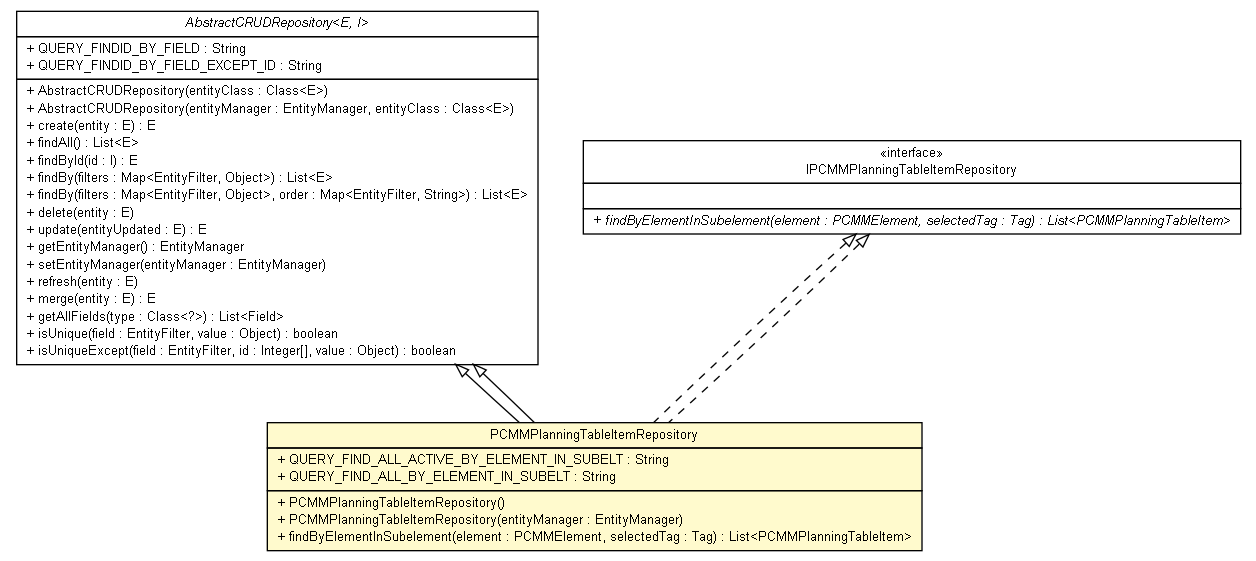 AbstractCRUDRepository<E, I>
+ QUERY_FINDID_BY_FIELD : String
+ QUERY_FINDID_BY_FIELD_EXCEPT_ID : String
+ AbstractCRUDRepository(entityClass : Class<E>)
+ AbstractCRUDRepository(entityManager : EntityManager, entityClass : Class<E>)
+ create(entity : E) : E
+ findAll() : List<E>
+ findById(id : I) : E
+ findBy(filters : Map<EntityFilter, Object>) : List<E>
+ findBy(filters : Map<EntityFilter, Object>, order : Map<EntityFilter, String>) : List<E>
+ delete(entity : E)
+ update(entityUpdated : E) : E
+ getEntityManager() : EntityManager
+ setEntityManager(entityManager : EntityManager)
+ refresh(entity : E)
+ merge(entity : E) : E
+ getAllFields(type : Class<?>) : List<Field>
+ isUnique(field : EntityFilter, value : Object) : boolean
+ isUniqueExcept(field : EntityFilter, id : Integer[], value : Object) : boolean
«interface»
IPCMMPlanningTableItemRepository
+ findByElementInSubelement(element : PCMMElement, selectedTag : Tag) : List<PCMMPlanningTableItem>
PCMMPlanningTableItemRepository
+ QUERY_FIND_ALL_ACTIVE_BY_ELEMENT_IN_SUBELT : String
+ QUERY_FIND_ALL_BY_ELEMENT_IN_SUBELT : String
+ PCMMPlanningTableItemRepository()
+ PCMMPlanningTableItemRepository(entityManager : EntityManager)
+ findByElementInSubelement(element : PCMMElement, selectedTag : Tag) : List<PCMMPlanningTableItem>